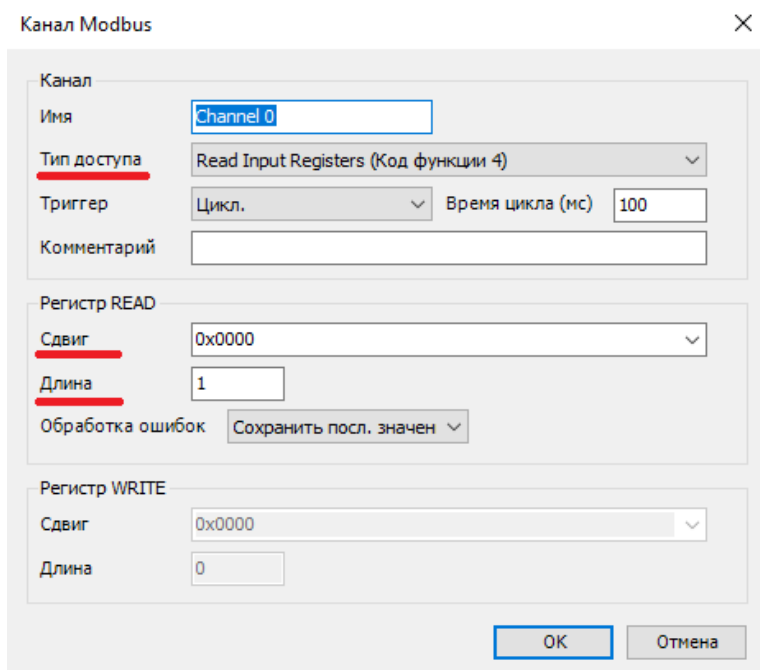 Канал Modbus
Канал
Имя Channel 0
Тип доступа Read Input Registers (Код функции 4)
Триггер Цикл. Время цикла (мс) 100
Комментарий
Регистр READ
Сдвиг 0x0000
Длина 1
Обработка ошибок Сохранить посл. значен
Регистр WRITE
Сдвиг 0x0000
Длина 0
OK Отмена